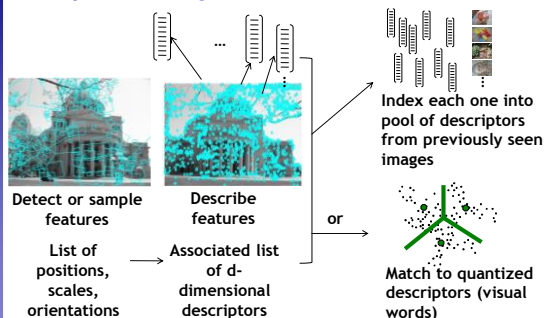 ...
Detect or sample
features
List of
positions,
scales,
orientations
Describe
features
Associated list
of d-
dimensional
descriptors
or
Index each one into
pool of descriptors
from previously seen
images
Match to quantized
descriptors (visual
words)